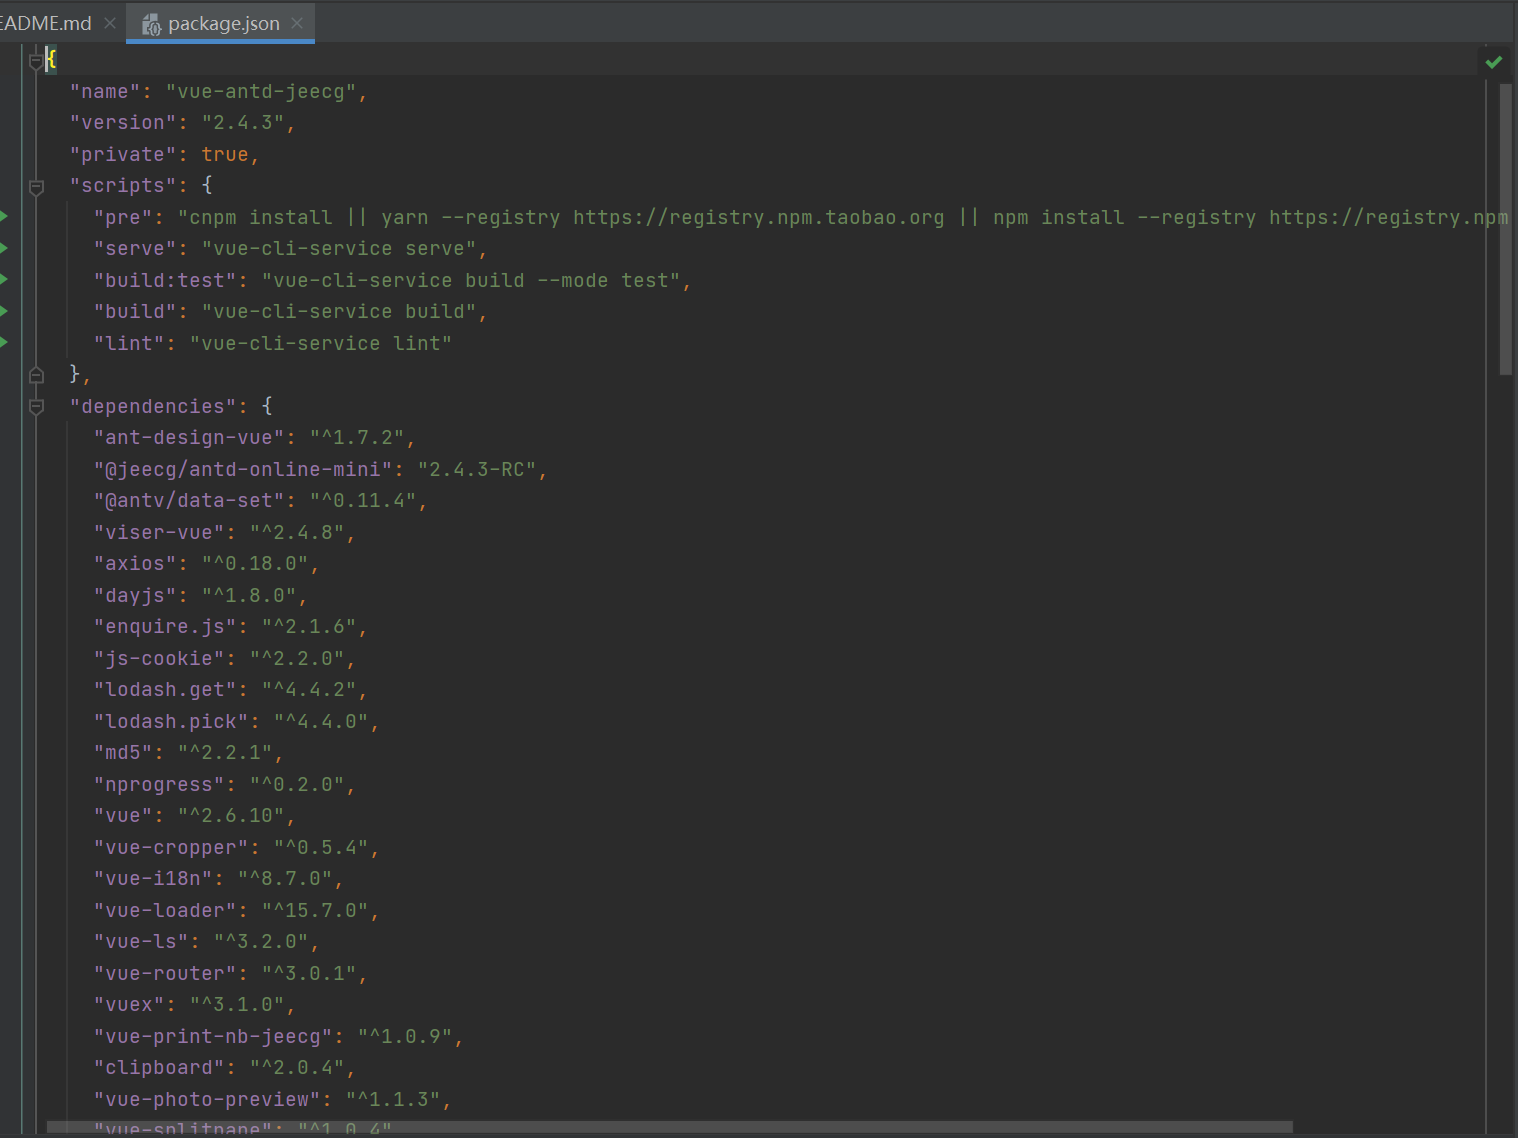 EADME.md package.json
{
"name": "vue-antd-jeecg",
"version": "2.4.3",
"private": true,
"scripts": {
"pre": "cnpm install || yarn --registry https://registry.npm.taobao.org || npm install --registry https://registry.npm
"serve": "vue-cli-service serve",
"build:test": "vue-cli-service build --mode test",
"build": "vue-cli-service build",
"lint": "vue-cli-service lint"
},
"dependencies": {
"ant-design-vue": "^1.7.2",
"@jeecg/antd-online-mini": "2.4.3-RC",
"@antv/data-set": "^0.11.4",
"viser-vue": "^2.4.8",
"axios": "^0.18.0",
"dayjs": "^1.8.0",
"enquire.js": "^2.1.6",
"js-cookie": "^2.2.0",
"lodash.get": "^4.4.2",
"lodash.pick": "^4.4.0",
"md5": "^2.2.1",
"nprogress": "^0.2.0",
"vue": "^2.6.10",
"vue-cropper": "^0.5.4",
"vue-i18n": "^8.7.0",
"vue-loader": "^15.7.0",
"vue-ls": "^3.2.0",
"vue-router": "^3.0.1",
"vuex": "^3.1.0",
"vue-print-nb-jeecg": "^1.0.9",
"clipboard": "^2.0.4",
"vue-photo-preview": "^1.1.3",
"vue-splitpane": "^1.0.4"